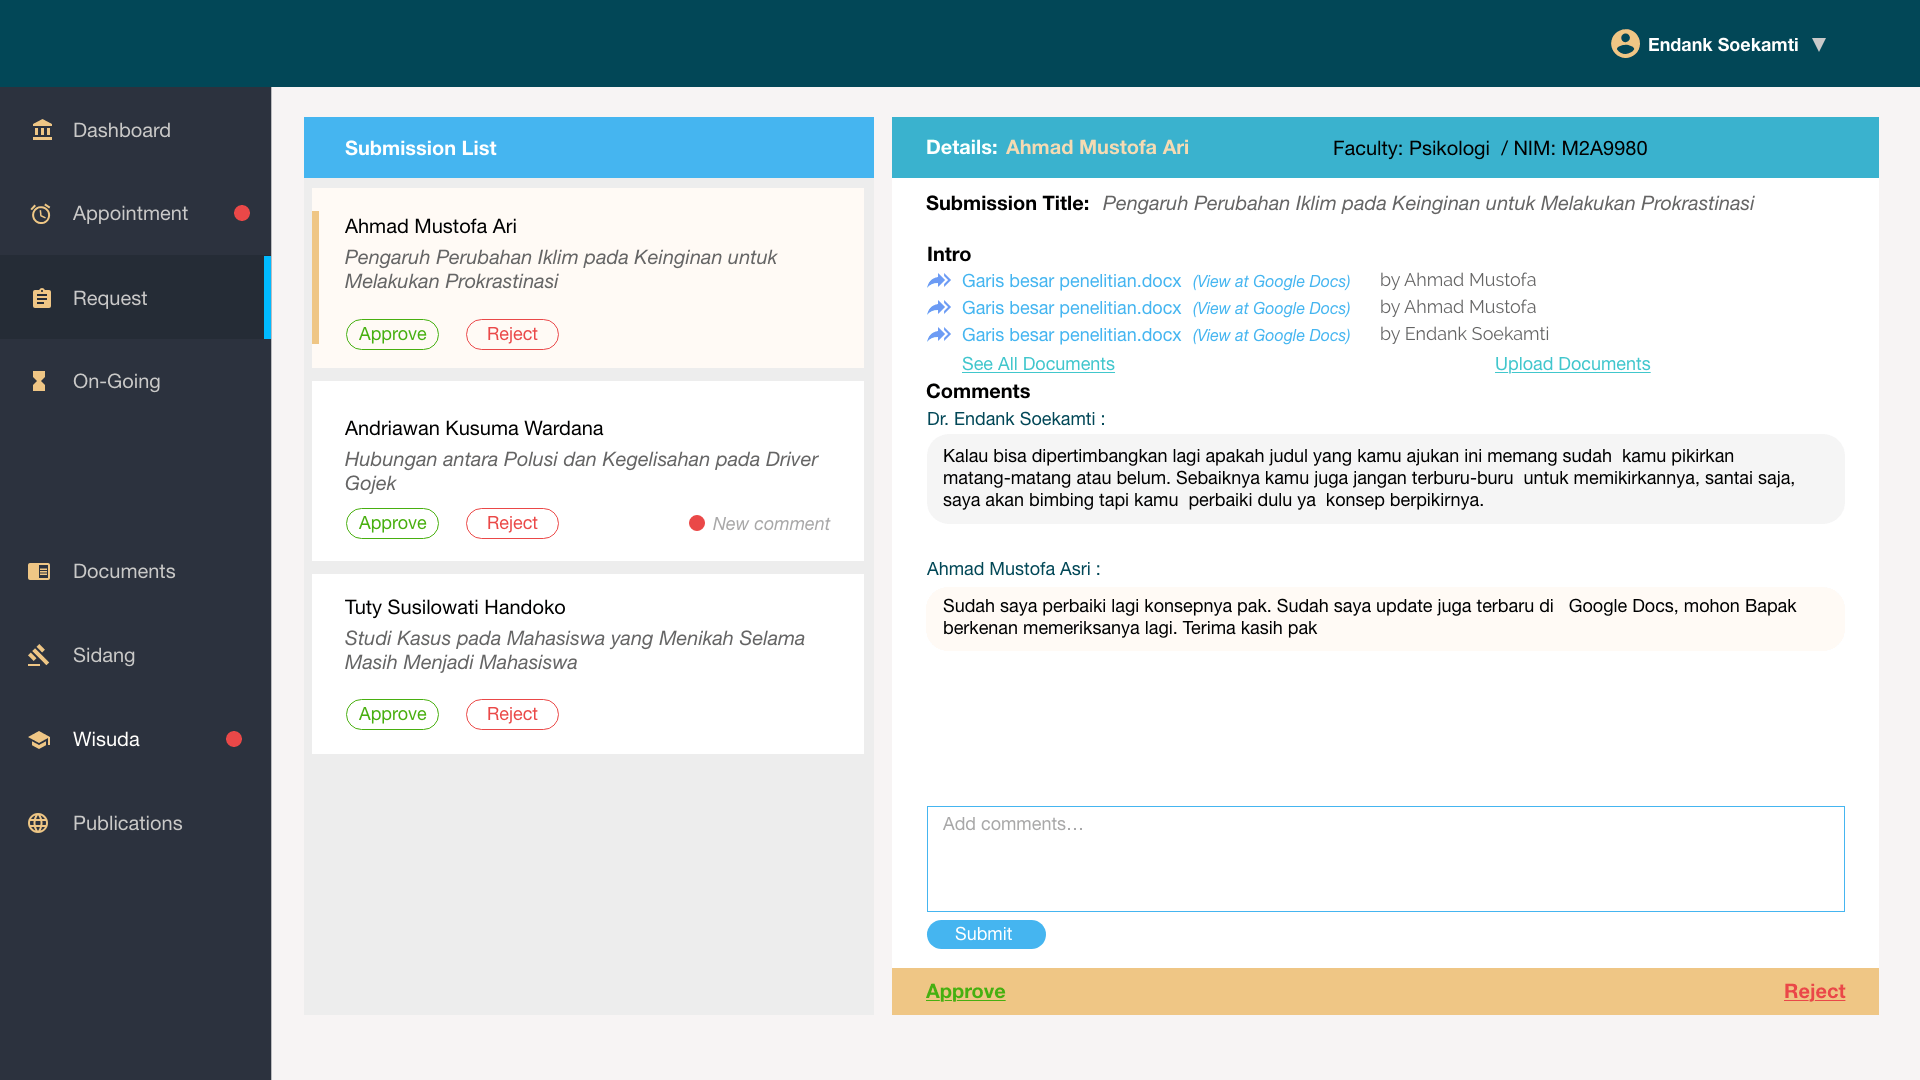 Endank Soekamti ▼
Dashboard
Appointment
Request
On-Going
Documents
Sidang
Wisuda
Publications
Submission List
Ahmad Mustofa Ari
Pengaruh Perubahan Iklim pada Keinginan untuk
Melakukan Prokrastinasi
Approve Reject
Andriawan Kusuma Wardana
Hubungan antara Polusi dan Kegelisahan pada Driver
Gojek
Approve Reject New comment
Tuty Susilowati Handoko
Studi Kasus pada Mahasiswa yang Menikah Selama
Masih Menjadi Mahasiswa
Approve Reject
Details: Ahmad Mustofa Ari Faculty: Psikologi / NIM: M2A9980
Submission Title: Pengaruh Perubahan Iklim pada Keinginan untuk Melakukan Prokrastinasi
Intro
Garis besar penelitian.docx (View at Google Docs) by Ahmad Mustofa
Garis besar penelitian.docx (View at Google Docs) by Ahmad Mustofa
Garis besar penelitian.docx (View at Google Docs) by Endank Soekamti
See All Documents Upload Documents
Comments
Dr. Endank Soekamti :
Kalau bisa dipertimbangkan lagi apakah judul yang kamu ajukan ini memang sudah kamu pikirkan
matang-matang atau belum. Sebaiknya kamu juga jangan terburu-buru untuk memikirkannya, santai saja,
saya akan bimbing tapi kamu perbaiki dulu ya konsep berpikirnya.
Ahmad Mustofa Asri :
Sudah saya perbaiki lagi konsepnya pak. Sudah saya update juga terbaru di Google Docs, mohon Bapak
berkenan memeriksanya lagi. Terima kasih pak
Add comments...
Submit
Approve Reject